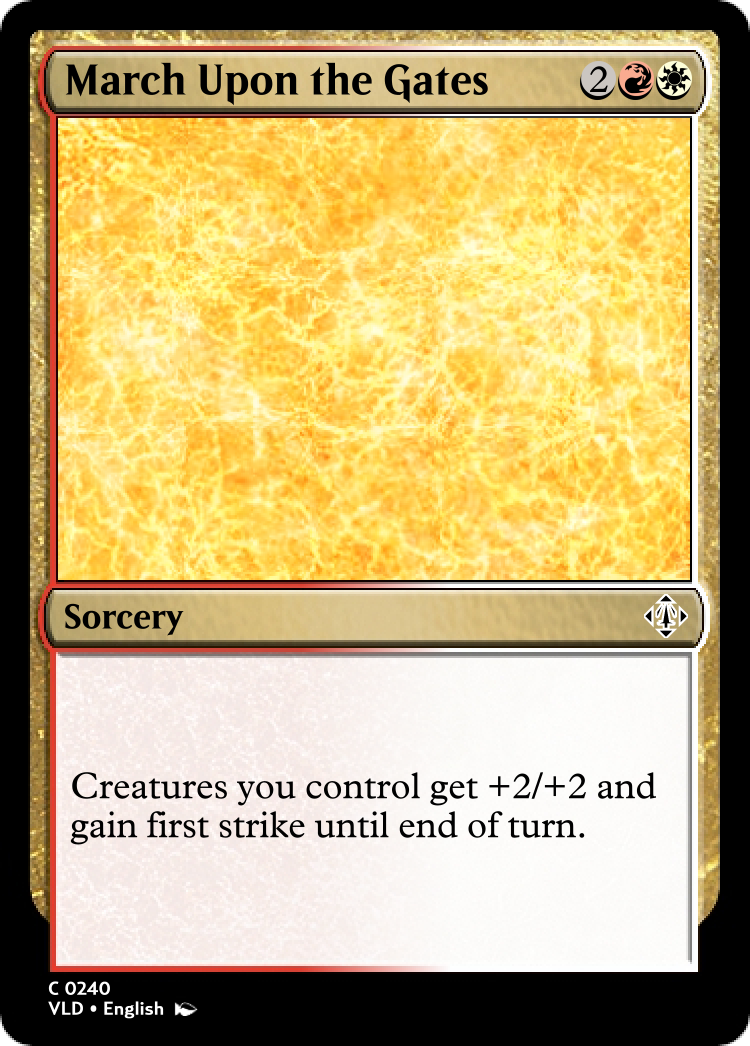 March Upon the Gates 2
Sorcery
Creatures you control get +2/+2 and
gain first strike until end of turn.
C 0240
VLD • English